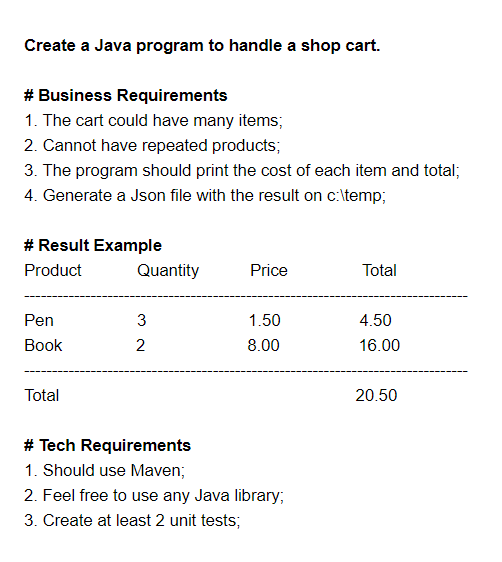 Create a Java program to handle a shop cart.
# Business Requirements
1. The cart could have many items;
2. Cannot have repeated products;
3. The program should print the cost of each item and total;
4. Generate a Json file with the result on c:\temp;
# Result Example
Product Quantity Price Total
--------------------------------------------------------------------------------
Pen 3 1.50 4.50
Book 2 8.00 16.00
--------------------------------------------------------------------------------
Total 20.50
# Tech Requirements
1. Should use Maven;
2. Feel free to use any Java library;
3. Create at least 2 unit tests;